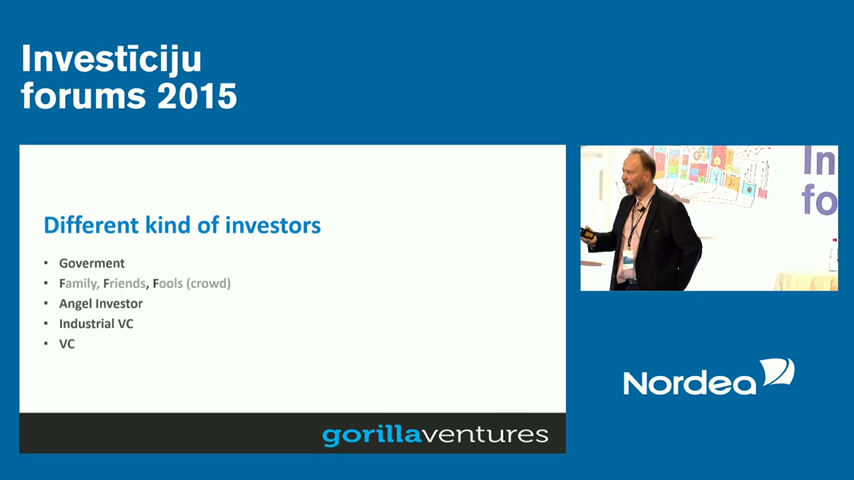 Investīciju
forums 2015
Different kind of investors
• Goverment
• Family, Friends, Fools (crowd)
• Angel Investor
• Industrial VC
• VC
gorillaventures
In
fo
Nordea